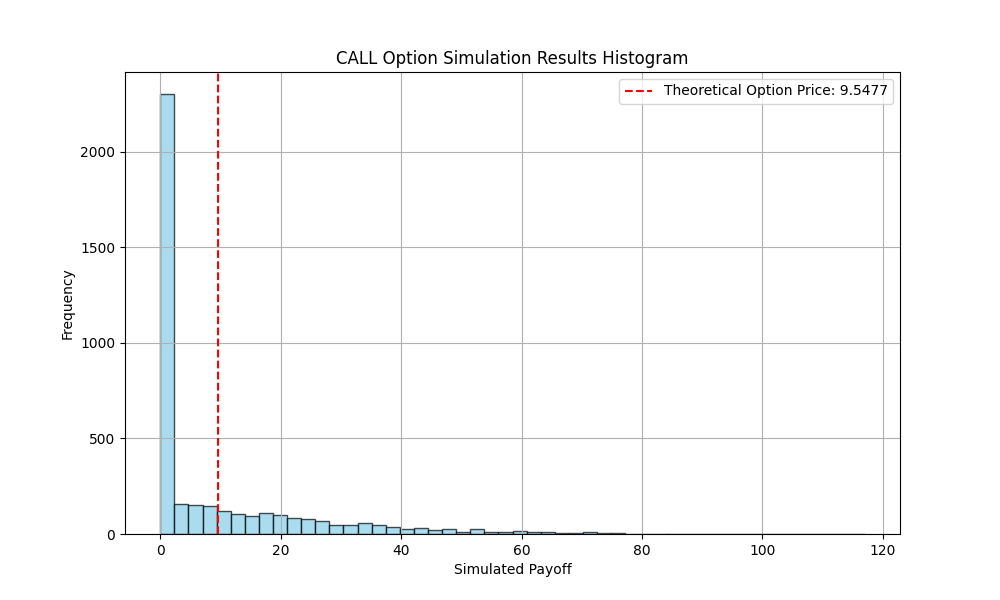 CALL Option Simulation Results Histogram
Theoretical Option Price: 9.5477
Frequency
2000
1500
1000
500
0
0 20 40 60 80 100 120
Simulated Payoff